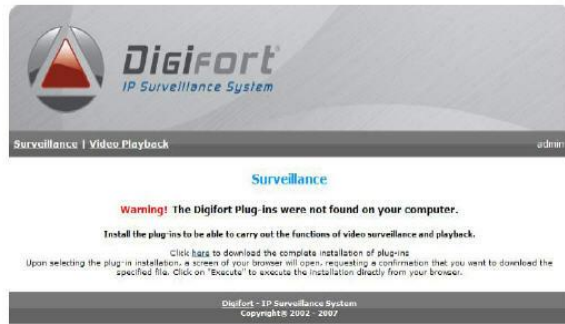 Digifort
IP Surveillance System
Surveillance | Video Playback
admin
Surveillance
Warning! The Digifort Plug-ins were not found on your computer.
Install the plug-ins to be able to carry out the functions of video surveillance and playback.
Click here to download the complete installation of plug-ins
Upon selecting the plug-in installation, a screen of your browser will open, requesting a confirmation that you want to download the
specified file. Click on "Execute" to execute the installation directly from your browser.
Digifort - IP Surveillance System
Copyright® 2002 - 2007